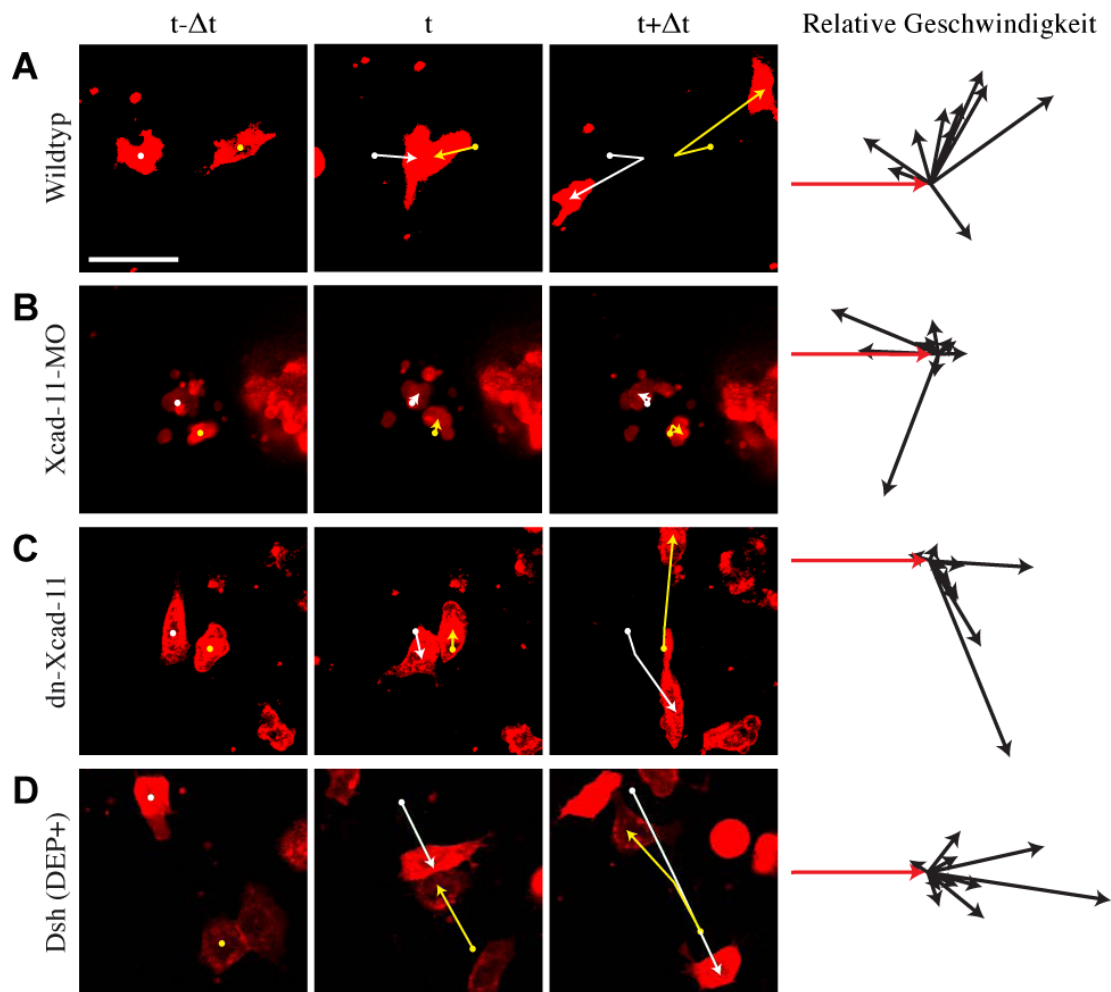 t-Δt t t+Δt Relative Geschwindigkeit
A
Wildtyp
B
Xcad-11-MO
C
dn-Xcad-11
D
Dsh (DEP+)